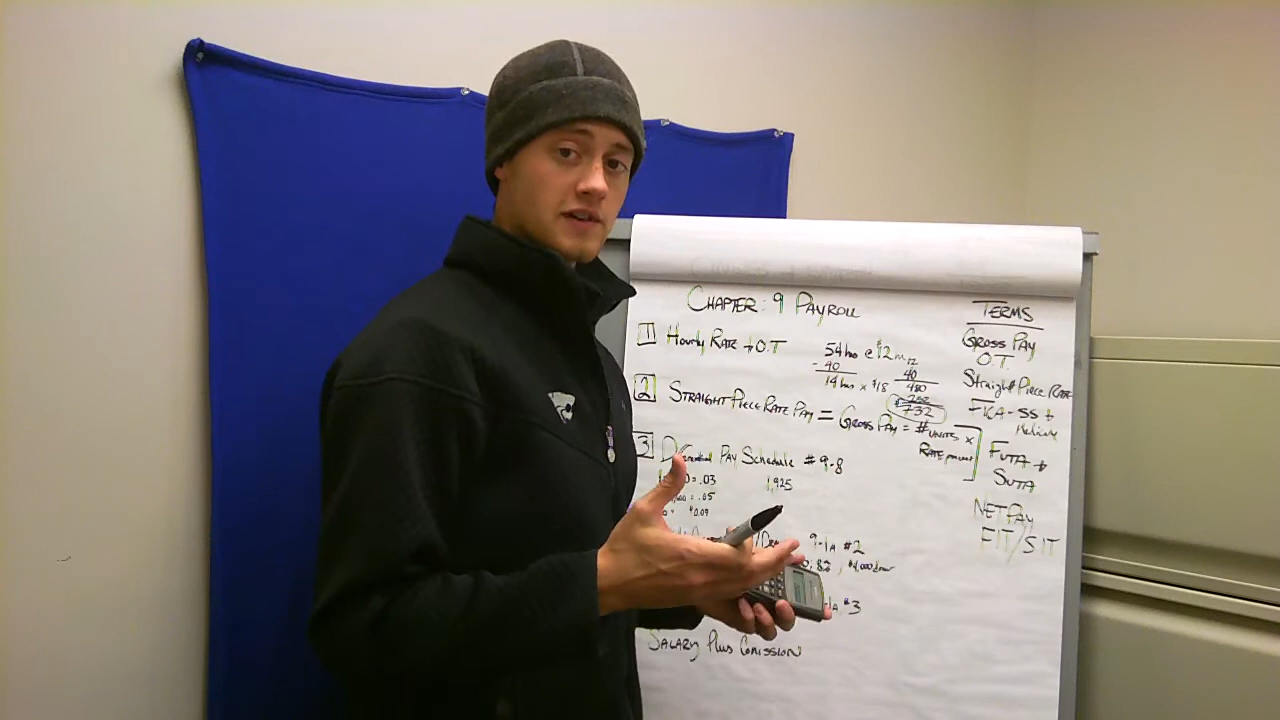 CHAPTER: 9 PAYROLL
1 Hourly Rate + O.T
54 hrs @ $12
- 40
14 hrs x $18
40
480
$732
2 STRAIGHT PIECE RATE PAY = GROSS PAY = # UNITS x
RATE
3 Differential PAY Schedule # 9-8
= .03
1,925
= .05
= $0.09
9-1A #2
$4,000 draw
#3
SALARY Plus COMISSION
TERMS
GROSS PAY
O.T
Straight Piece RATE
FICA - SS +
Medicare
FUTA +
SUTA
NET PAY
FIT/SIT